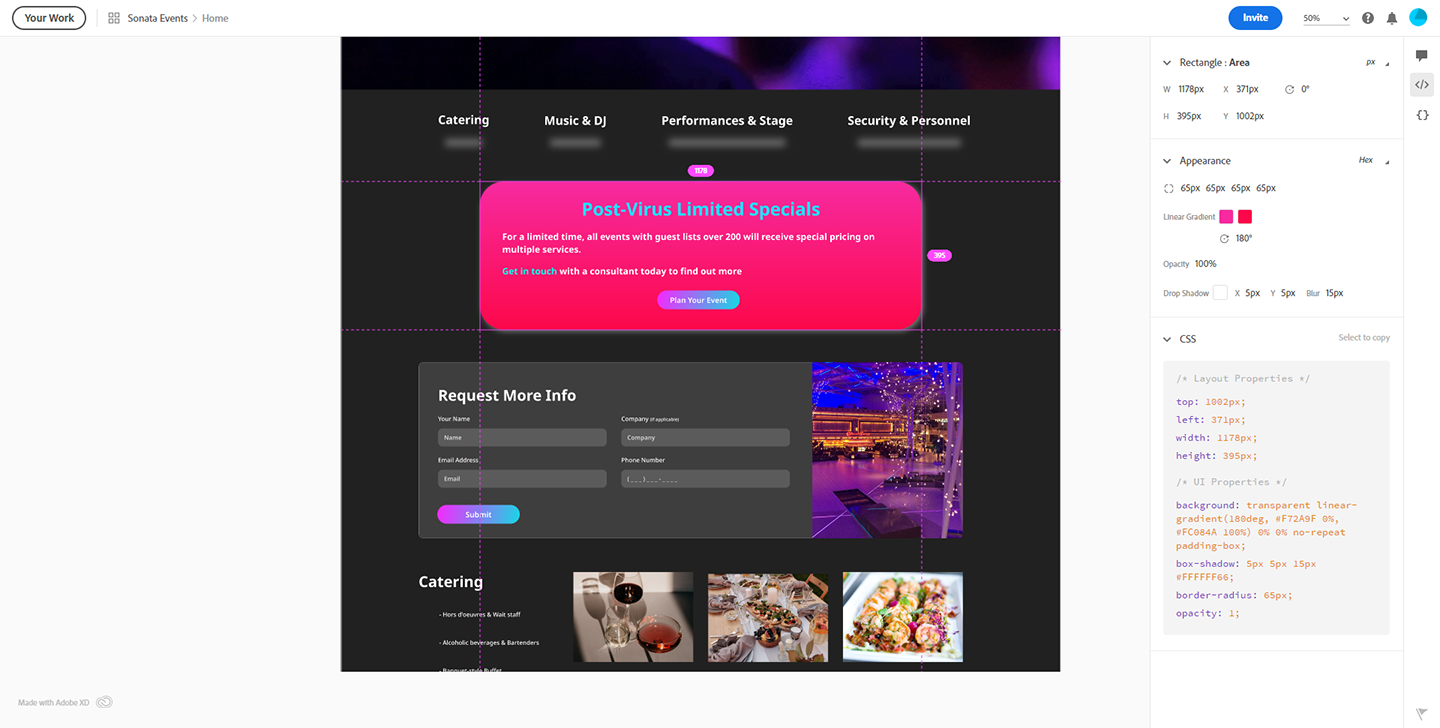 Your Work
Sonata Events
Home
Invite
50%
Catering
Music & DJ
Performances & Stage
Security & Personnel
1178
Post-Virus Limited Specials
For a limited time, all events with guest lists over 200 will receive special pricing on
multiple services.
Get in touch with a consultant today to find out more
Plan Your Event
395
Request More Info
Your Name
Company (if applicable)
Name
Company
Email Address
Phone Number
Email
(___)___-____
Submit
Catering
- Hors d'oeuvres & Wait staff
- Alcoholic beverages & Bartenders
- Banquet-style Buffet
Made with Adobe XD
Rectangle : Area
px
W 1178px X 371px 0°
H 395px Y 1002px
Appearance
Hex
65px 65px 65px 65px
Linear Gradient
180°
Opacity 100%
Drop Shadow X 5px Y 5px Blur 15px
CSS
Select to copy
/* Layout Properties */
top: 1002px;
left: 371px;
width: 1178px;
height: 395px;
/* UI Properties */
background: transparent linear-
gradient(180deg, #F72A9F 0%,
#FC084A 100%) 0% 0% no-repeat
padding-box;
box-shadow: 5px 5px 15px
#FFFFFF66;
border-radius: 65px;
opacity: 1;